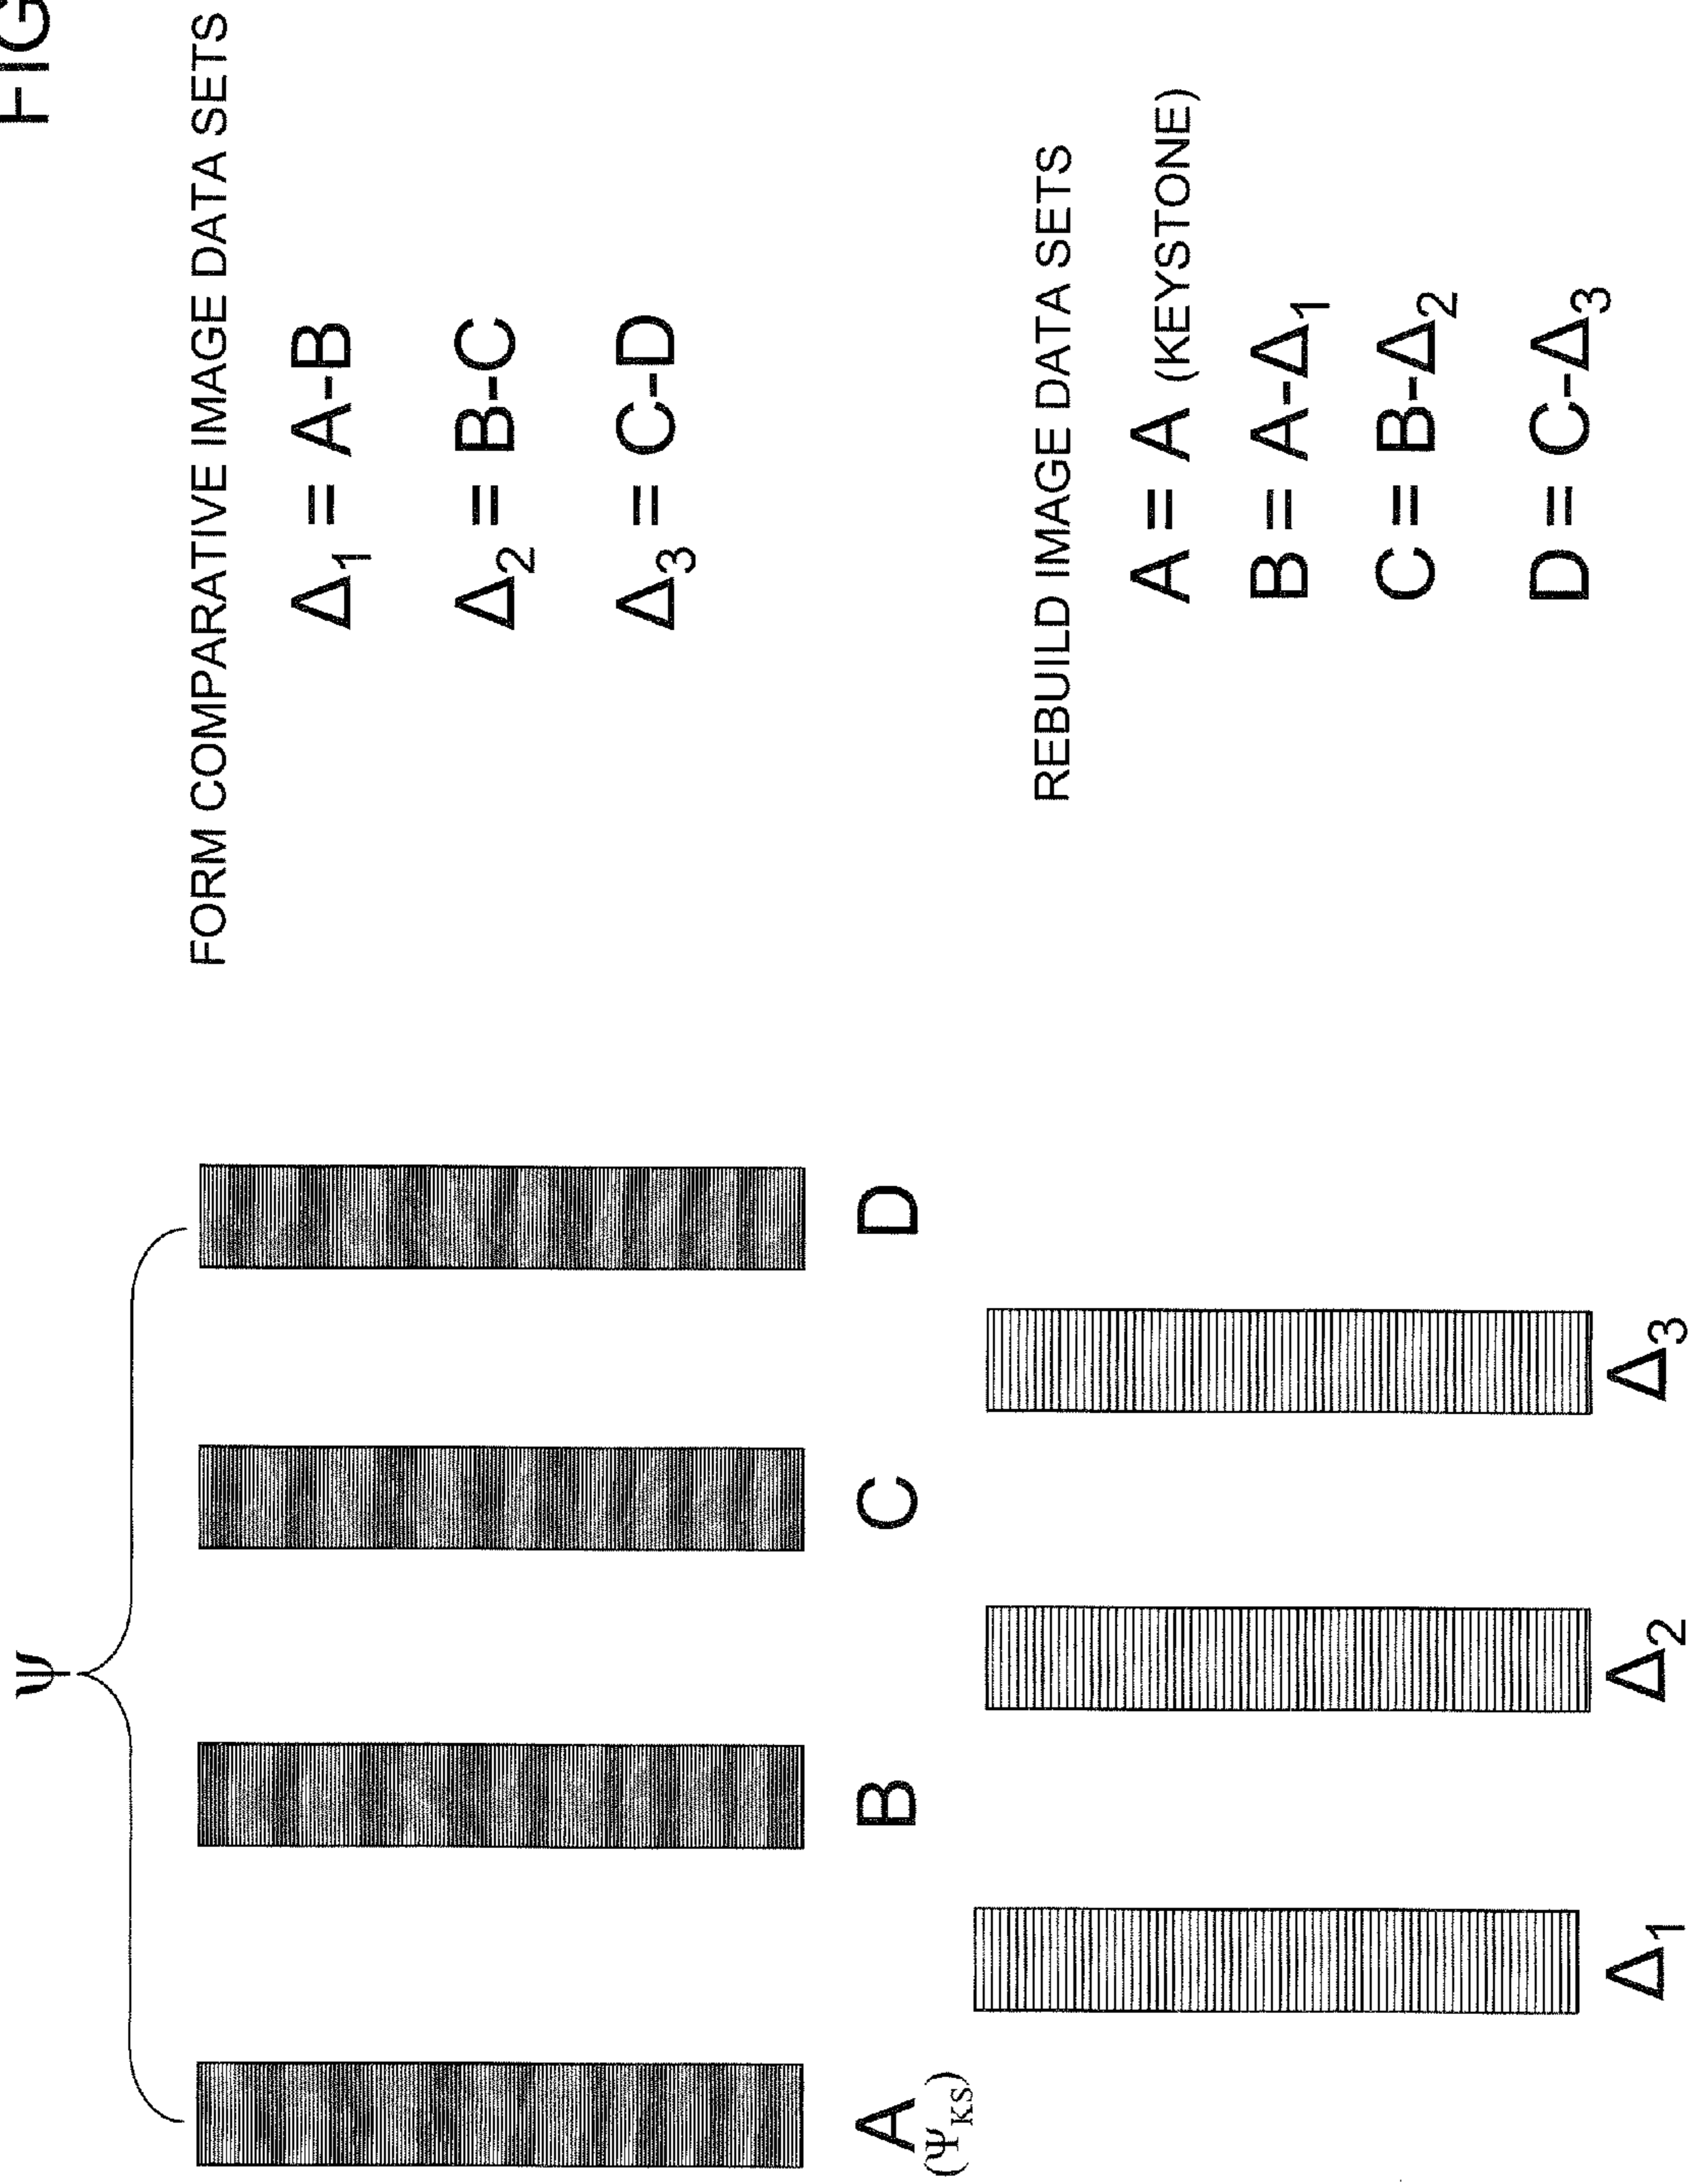 FIG
Ψ
A
(ΨKS)
B
C
D
Δ1
Δ2
Δ3
FORM COMPARATIVE IMAGE DATA SETS
Δ1 = A-B
Δ2 = B-C
Δ3 = C-D
REBUILD IMAGE DATA SETS
A = A (KEYSTONE)
B = A-Δ1
C = B-Δ2
D = C-Δ3